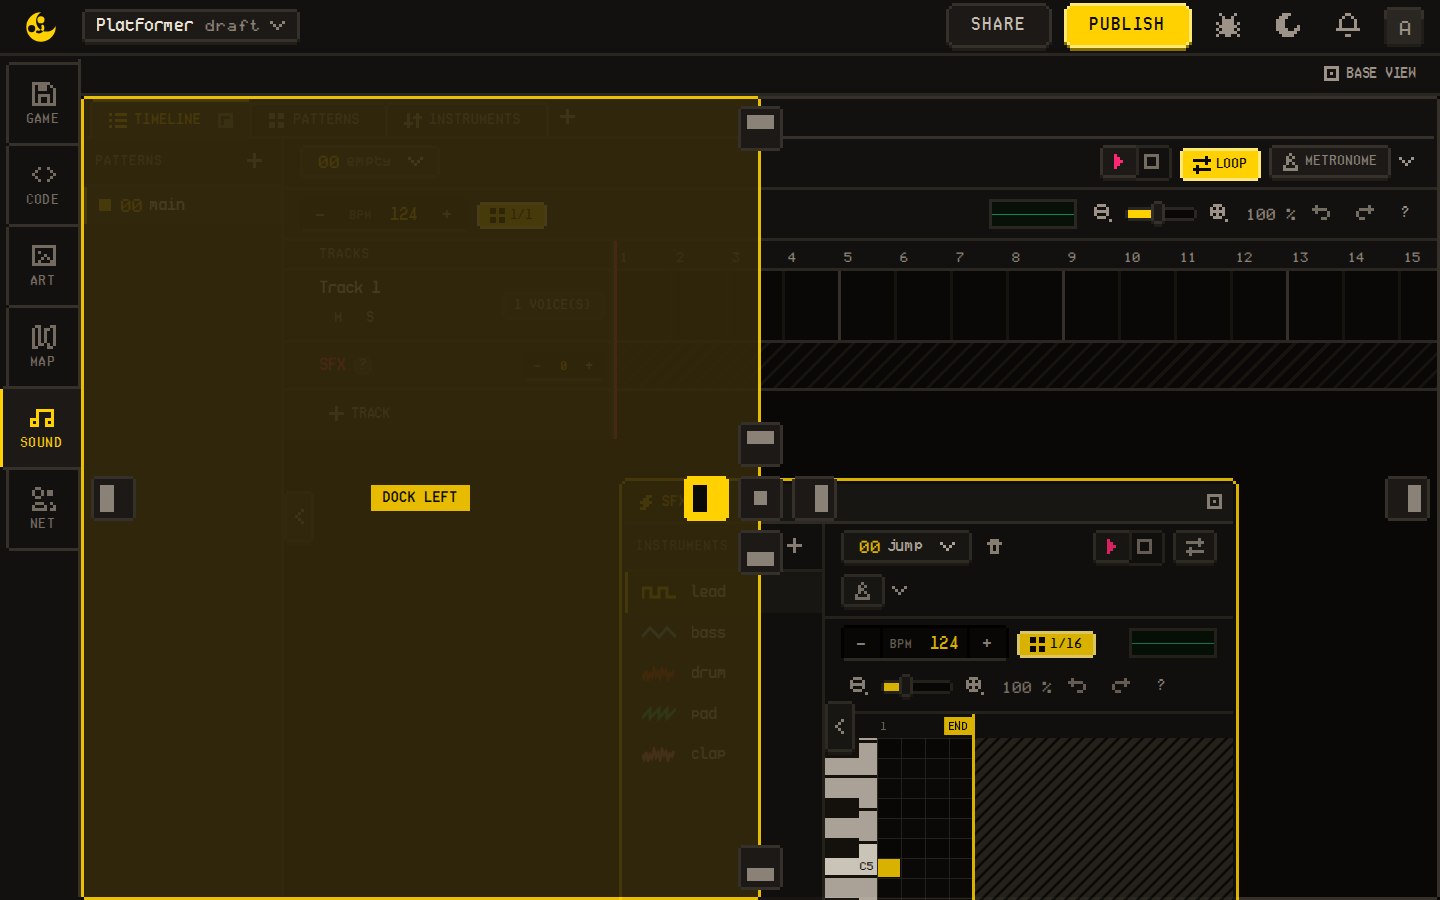 Platformer draft
SHARE
PUBLISH
A
BASE VIEW
GAME
CODE
ART
MAP
SOUND
NET
TIMELINE
PATTERNS
INSTRUMENTS
PATTERNS
00 main
00 empty
LOOP
METRONOME
- BPM 124 +
1/1
100 %
?
TRACKS
1 2 3 4 5 6 7 8 9 10 11 12 13 14 15
Track 1
M S
1 VOICE(S)
SFX ?
- 0 +
+ TRACK
DOCK LEFT
SFX
INSTRUMENTS
lead
bass
drum
pad
clap
00 jump
- BPM 124 +
1/16
100 %
?
1
END
C5